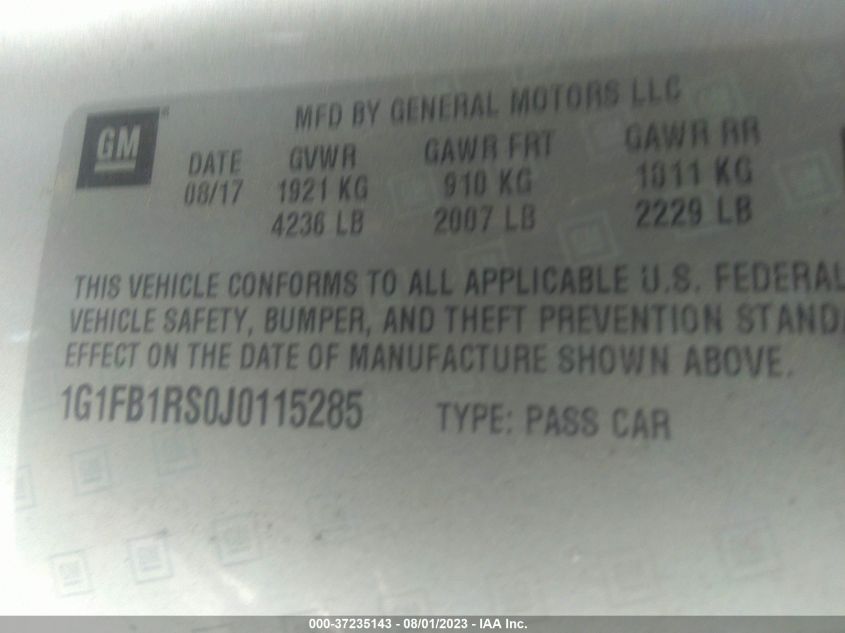 GM
MFD BY GENERAL MOTORS LLC
DATE GVWR GAWR FRT GAWR RR
08/17 1921 KG 910 KG 1011 KG
4236 LB 2007 LB 2229 LB
THIS VEHICLE CONFORMS TO ALL APPLICABLE U.S. FEDERAL
VEHICLE SAFETY, BUMPER, AND THEFT PREVENTION STANDA
EFFECT ON THE DATE OF MANUFACTURE SHOWN ABOVE.
1G1FB1RS0J0115285 TYPE: PASS CAR
000-37235143 - 08/01/2023 - IAA Inc.